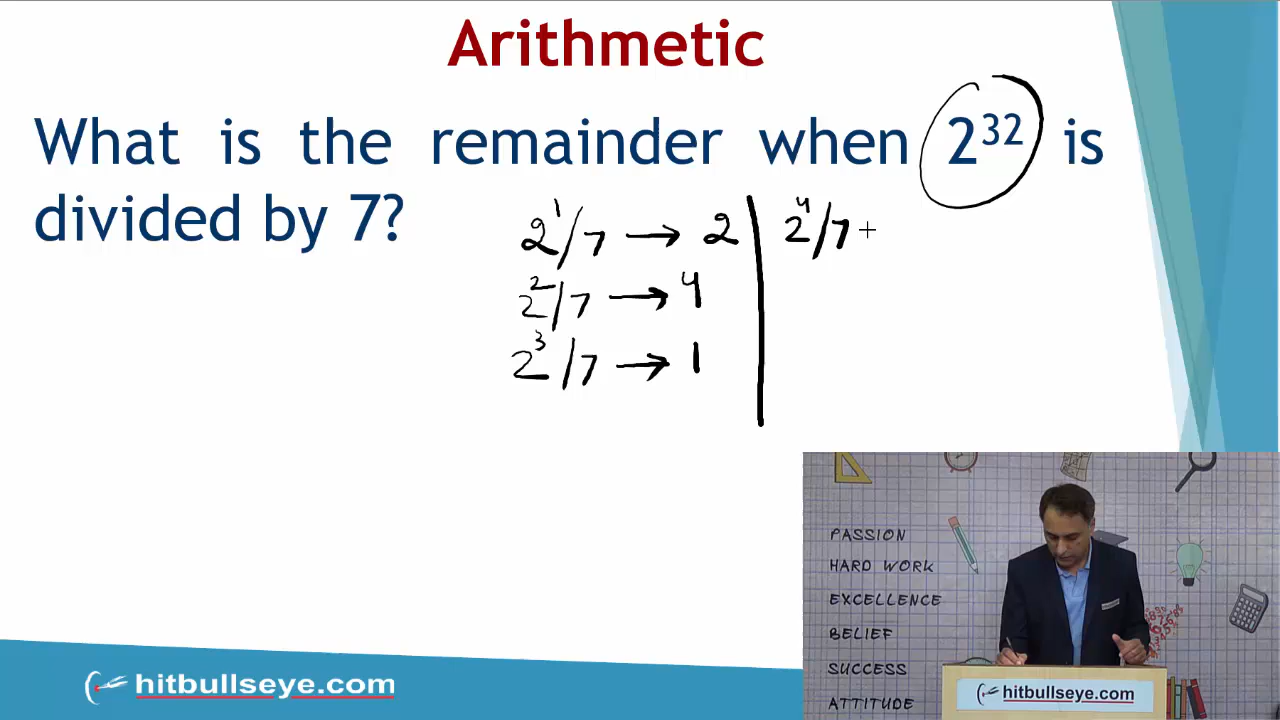 Arithmetic
What is the remainder when 2³² is
divided by 7?
2¹/7 → 2
2²/7 → 4
2³/7 → 1
2⁴/7
PASSION
HARD WORK
EXCELLENCE
BELIEF
SUCCESS
ATTITUDE
hitbullseye.com
hitbullseye.com